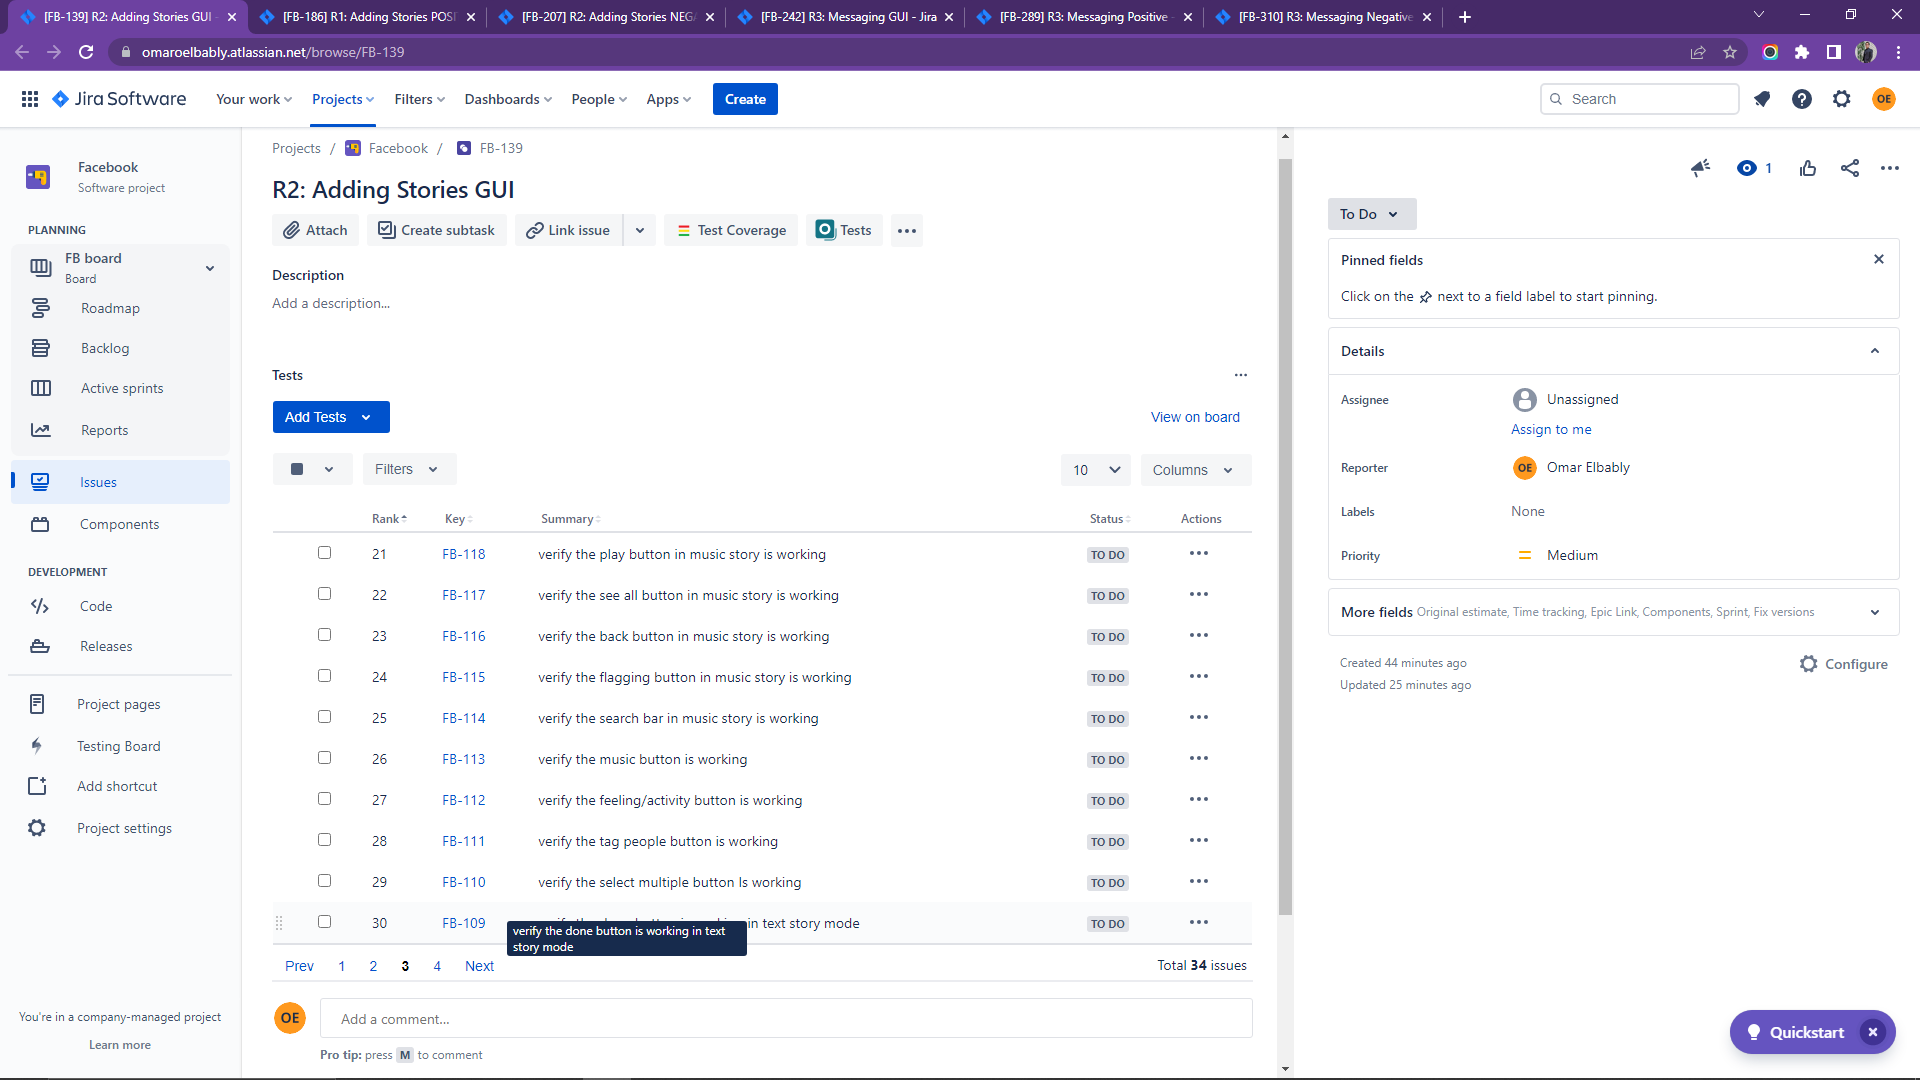 [FB-139] R2: Adding Stories GUI -
[FB-186] R1: Adding Stories POSI
[FB-207] R2: Adding Stories NEGA
[FB-242] R3: Messaging GUI - Jira
[FB-289] R3: Messaging Positive -
[FB-310] R3: Messaging Negative
omaroelbably.atlassian.net/browse/FB-139
Jira Software
Your work
Projects
Filters
Dashboards
People
Apps
Create
Search
OE
Facebook
Software project
PLANNING
FB board
Board
Roadmap
Backlog
Active sprints
Reports
Issues
Components
DEVELOPMENT
Code
Releases
Project pages
Testing Board
Add shortcut
Project settings
You're in a company-managed project
Learn more
Projects / Facebook / FB-139
R2: Adding Stories GUI
Attach
Create subtask
Link issue
Test Coverage
Tests
Description
Add a description...
Tests
Add Tests
View on board
Filters
10
Columns
Rank Key Summary Status Actions
21 FB-118 verify the play button in music story is working TO DO
22 FB-117 verify the see all button in music story is working TO DO
23 FB-116 verify the back button in music story is working TO DO
24 FB-115 verify the flagging button in music story is working TO DO
25 FB-114 verify the search bar in music story is working TO DO
26 FB-113 verify the music button is working TO DO
27 FB-112 verify the feeling/activity button is working TO DO
28 FB-111 verify the tag people button is working TO DO
29 FB-110 verify the select multiple button Is working TO DO
30 FB-109 in text story mode TO DO
verify the done button is working in text
story mode
Prev 1 2 3 4 Next
Total 34 issues
OE
Add a comment...
Pro tip: press M to comment
1
To Do
Pinned fields
Click on the next to a field label to start pinning.
Details
Assignee
Unassigned
Assign to me
Reporter
OE Omar Elbably
Labels
None
Priority
Medium
More fields Original estimate, Time tracking, Epic Link, Components, Sprint, Fix versions
Created 44 minutes ago
Updated 25 minutes ago
Configure
Quickstart